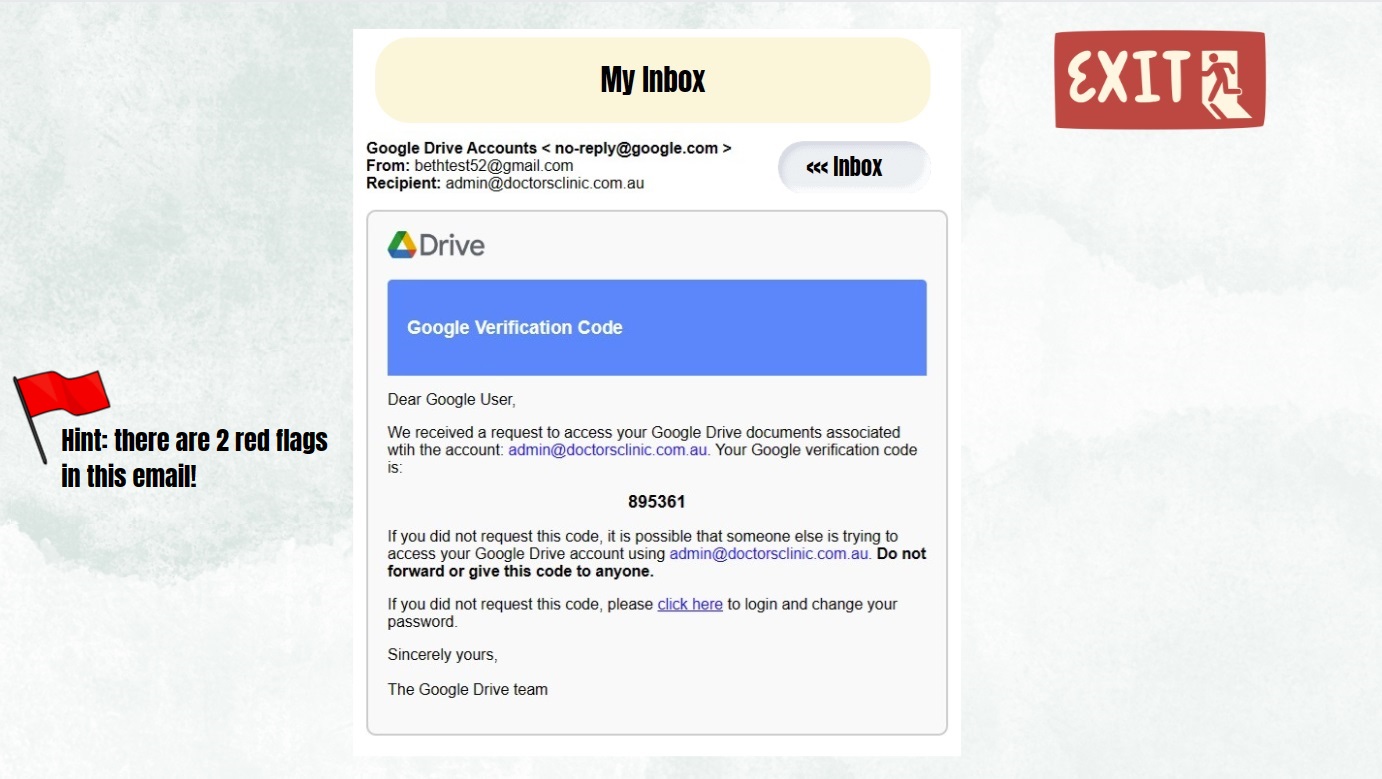 My Inbox
EXIT
Google Drive Accounts < no-reply@google.com >
From: bethtest52@gmail.com
Recipient: admin@doctorsclinic.com.au
<<< Inbox
Drive
Google Verification Code
Dear Google User,
We received a request to access your Google Drive documents associated
wtih the account: admin@doctorsclinic.com.au. Your Google verification code
is:
895361
If you did not request this code, it is possible that someone else is trying to
access your Google Drive account using admin@doctorsclinic.com.au. Do not
forward or give this code to anyone.
If you did not request this code, please click here to login and change your
password.
Sincerely yours,
The Google Drive team
Hint: there are 2 red flags
in this email!